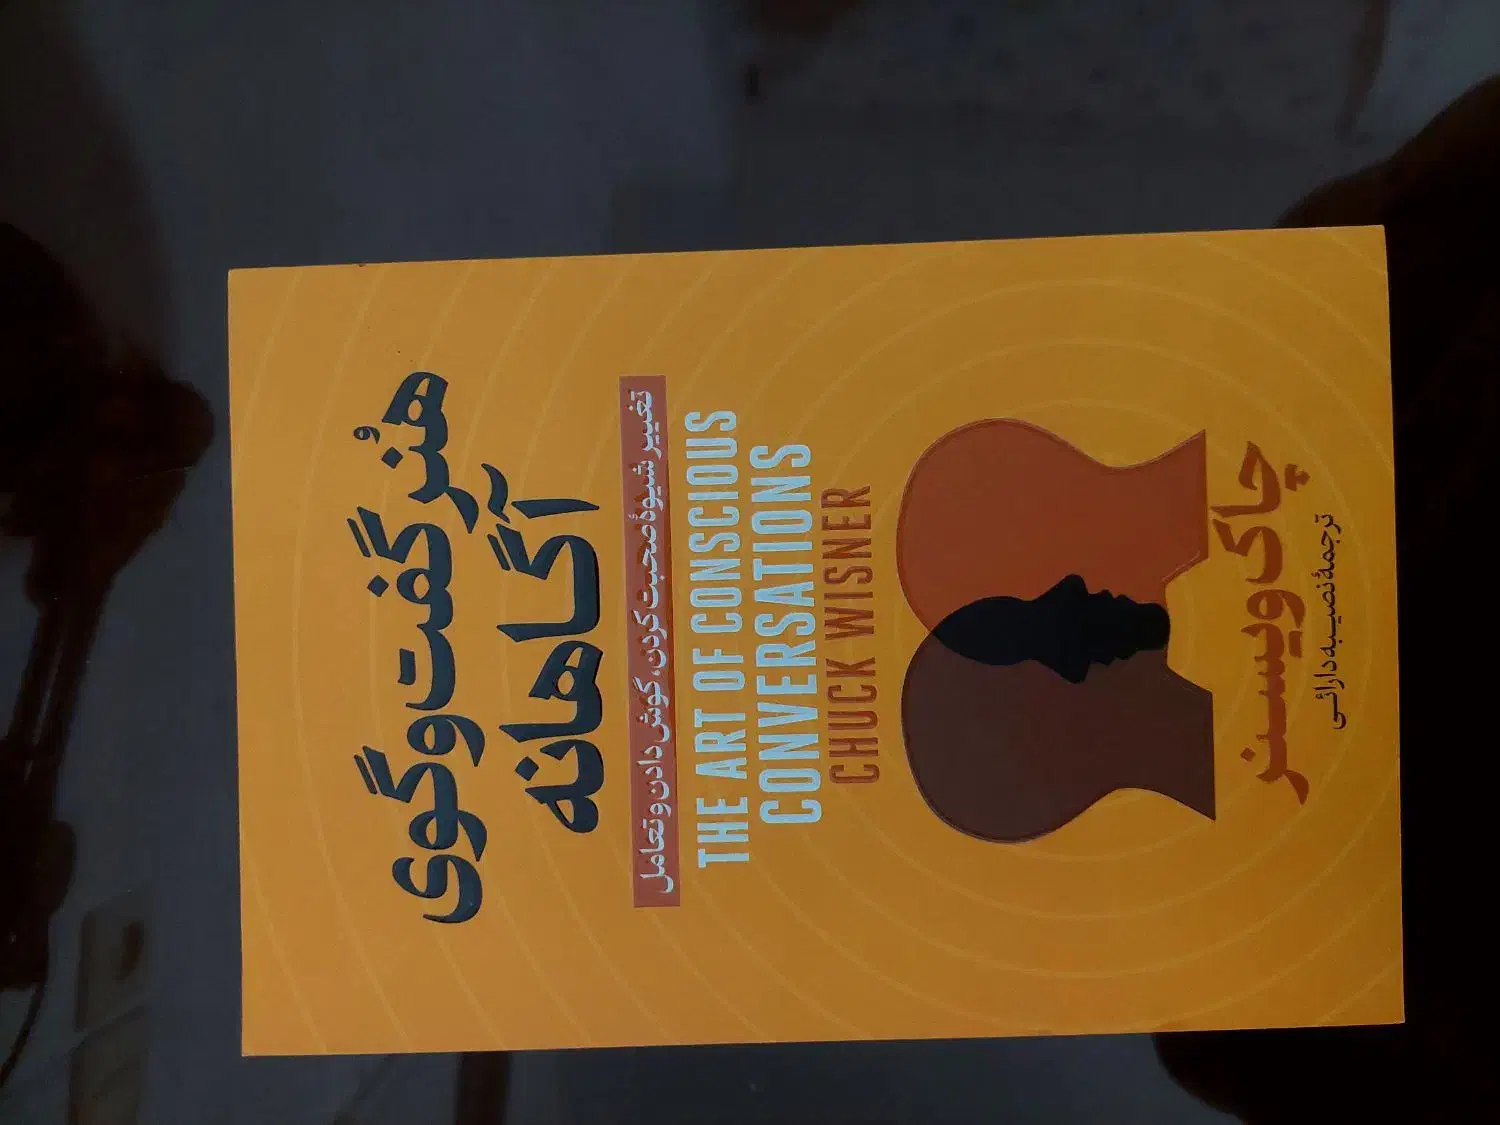 هنر گفت‌وگوی
آگاهانه
تغییر شیوهٔ صحبت کردن، گوش دادن و تعامل
THE ART OF CONSCIOUS
CONVERSATIONS
CHUCK WISNER
چاک ویسنر
ترجمهٔ نصیبه دارائی